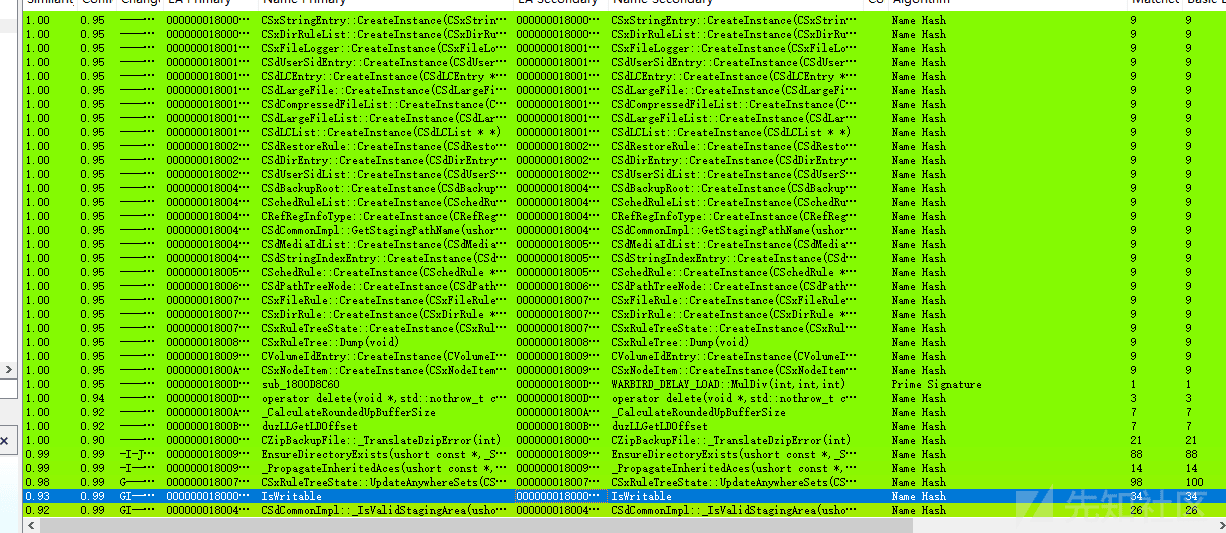 Similarit Conf Change EA Primary Name Primary EA Secondary Name Secondary Co Algorithm Matched Basic B
1.00 0.95 ———··· 000000018000··· CSxStringEntry::CreateInstance(CSxStrin··· 000000018000··· CSxStringEntry::CreateInstance(CSxStrin··· Name Hash 9 9
1.00 0.95 ———··· 000000018000··· CSxDirRuleList::CreateInstance(CSxDirRu··· 000000018000··· CSxDirRuleList::CreateInstance(CSxDirRu··· Name Hash 9 9
1.00 0.95 ———··· 000000018001··· CSxFileLogger::CreateInstance(CSxFileLo··· 000000018001··· CSxFileLogger::CreateInstance(CSxFileLo··· Name Hash 9 9
1.00 0.95 ———··· 000000018001··· CSdUserSidEntry::CreateInstance(CSdUser··· 000000018001··· CSdUserSidEntry::CreateInstance(CSdUser··· Name Hash 9 9
1.00 0.95 ———··· 000000018001··· CSdLCEntry::CreateInstance(CSdLCEntry *··· 000000018001··· CSdLCEntry::CreateInstance(CSdLCEntry *··· Name Hash 9 9
1.00 0.95 ———··· 000000018001··· CSdLargeFile::CreateInstance(CSdLargeFi··· 000000018001··· CSdLargeFile::CreateInstance(CSdLargeFi··· Name Hash 9 9
1.00 0.95 ———··· 000000018001··· CSdCompressedFileList::CreateInstance(C··· 000000018001··· CSdCompressedFileList::CreateInstance(C··· Name Hash 9 9
1.00 0.95 ———··· 000000018001··· CSdLargeFileList::CreateInstance(CSdLar··· 000000018001··· CSdLargeFileList::CreateInstance(CSdLar··· Name Hash 9 9
1.00 0.95 ———··· 000000018001··· CSdLCList::CreateInstance(CSdLCList * *) 000000018001··· CSdLCList::CreateInstance(CSdLCList * *) Name Hash 9 9
1.00 0.95 ———··· 000000018002··· CSdRestoreRule::CreateInstance(CSdResto··· 000000018002··· CSdRestoreRule::CreateInstance(CSdResto··· Name Hash 9 9
1.00 0.95 ———··· 000000018002··· CSdDirEntry::CreateInstance(CSdDirEntry··· 000000018002··· CSdDirEntry::CreateInstance(CSdDirEntry··· Name Hash 9 9
1.00 0.95 ———··· 000000018002··· CSdUserSidList::CreateInstance(CSdUserS··· 000000018002··· CSdUserSidList::CreateInstance(CSdUserS··· Name Hash 9 9
1.00 0.95 ———··· 000000018004··· CSdBackupRoot::CreateInstance(CSdBackup··· 000000018004··· CSdBackupRoot::CreateInstance(CSdBackup··· Name Hash 9 9
1.00 0.95 ———··· 000000018004··· CSchedRuleList::CreateInstance(CSchedRu··· 000000018004··· CSchedRuleList::CreateInstance(CSchedRu··· Name Hash 9 9
1.00 0.95 ———··· 000000018004··· CRefRegInfoType::CreateInstance(CRefReg··· 000000018004··· CRefRegInfoType::CreateInstance(CRefReg··· Name Hash 9 9
1.00 0.95 ———··· 000000018004··· CSdCommonImpl::GetStagingPathName(ushor··· 000000018004··· CSdCommonImpl::GetStagingPathName(ushor··· Name Hash 9 9
1.00 0.95 ———··· 000000018004··· CSdMediaIdList::CreateInstance(CSdMedia··· 000000018004··· CSdMediaIdList::CreateInstance(CSdMedia··· Name Hash 9 9
1.00 0.95 ———··· 000000018004··· CSdStringIndexEntry::CreateInstance(CSd··· 000000018004··· CSdStringIndexEntry::CreateInstance(CSd··· Name Hash 9 9
1.00 0.95 ———··· 000000018005··· CSchedRule::CreateInstance(CSchedRule *··· 000000018005··· CSchedRule::CreateInstance(CSchedRule *··· Name Hash 9 9
1.00 0.95 ———··· 000000018006··· CSdPathTreeNode::CreateInstance(CSdPath··· 000000018006··· CSdPathTreeNode::CreateInstance(CSdPath··· Name Hash 9 9
1.00 0.95 ———··· 000000018007··· CSxFileRule::CreateInstance(CSxFileRule··· 000000018007··· CSxFileRule::CreateInstance(CSxFileRule··· Name Hash 9 9
1.00 0.95 ———··· 000000018007··· CSxDirRule::CreateInstance(CSxDirRule *··· 000000018007··· CSxDirRule::CreateInstance(CSxDirRule *··· Name Hash 9 9
1.00 0.95 ———··· 000000018007··· CSxRuleTreeState::CreateInstance(CSxRul··· 000000018007··· CSxRuleTreeState::CreateInstance(CSxRul··· Name Hash 9 9
1.00 0.95 ———··· 000000018008··· CSxRuleTree::Dump(void) 000000018008··· CSxRuleTree::Dump(void) Name Hash 9 9
1.00 0.95 ———··· 000000018009··· CVolumeIdEntry::CreateInstance(CVolumeI··· 000000018009··· CVolumeIdEntry::CreateInstance(CVolumeI··· Name Hash 9 9
1.00 0.95 ———··· 00000001800A··· CSxNodeItem::CreateInstance(CSxNodeItem··· 00000001800A··· CSxNodeItem::CreateInstance(CSxNodeItem··· Name Hash 9 9
1.00 0.95 ———··· 00000001800D··· sub_1800D8C60 00000001800D··· WARBIRD_DELAY_LOAD::MulDiv(int,int,int) Prime Signature 1 1
1.00 0.94 ———··· 00000001800D··· operator delete(void *,std::nothrow_t c··· 00000001800D··· operator delete(void *,std::nothrow_t c··· Name Hash 3 3
1.00 0.92 ———··· 00000001800A··· _CalculateRoundedUpBufferSize 00000001800A··· _CalculateRoundedUpBufferSize Name Hash 7 7
1.00 0.92 ———··· 00000001800B··· duzLLGetLDOffset 00000001800B··· duzLLGetLDOffset Name Hash 7 7
1.00 0.90 ———··· 00000001800A··· CZipBackupFile::_TranslateDzipError(int) 00000001800A··· CZipBackupFile::_TranslateDzipError(int) Name Hash 21 21
0.99 0.99 -I-J··· 000000018009··· EnsureDirectoryExists(ushort const *,_S··· 000000018009··· EnsureDirectoryExists(ushort const *,_S··· Name Hash 88 88
0.99 0.99 -I—··· 000000018009··· _PropagateInheritedAces(ushort const *,··· 000000018009··· _PropagateInheritedAces(ushort const *,··· Name Hash 14 14
0.98 0.99 G——··· 000000018007··· CSxRuleTreeState::UpdateAnywhereSets(CS··· 000000018007··· CSxRuleTreeState::UpdateAnywhereSets(CS··· Name Hash 98 100
0.93 0.99 GI—··· 000000018000··· IsWritable 000000018000··· IsWritable Name Hash 34 34
0.92 0.99 GI—··· 000000018004··· CSdCommonImpl::_IsValidStagingArea(usho··· 000000018004··· CSdCommonImpl::_IsValidStagingArea(usho··· Name Hash 26 26
先知社区